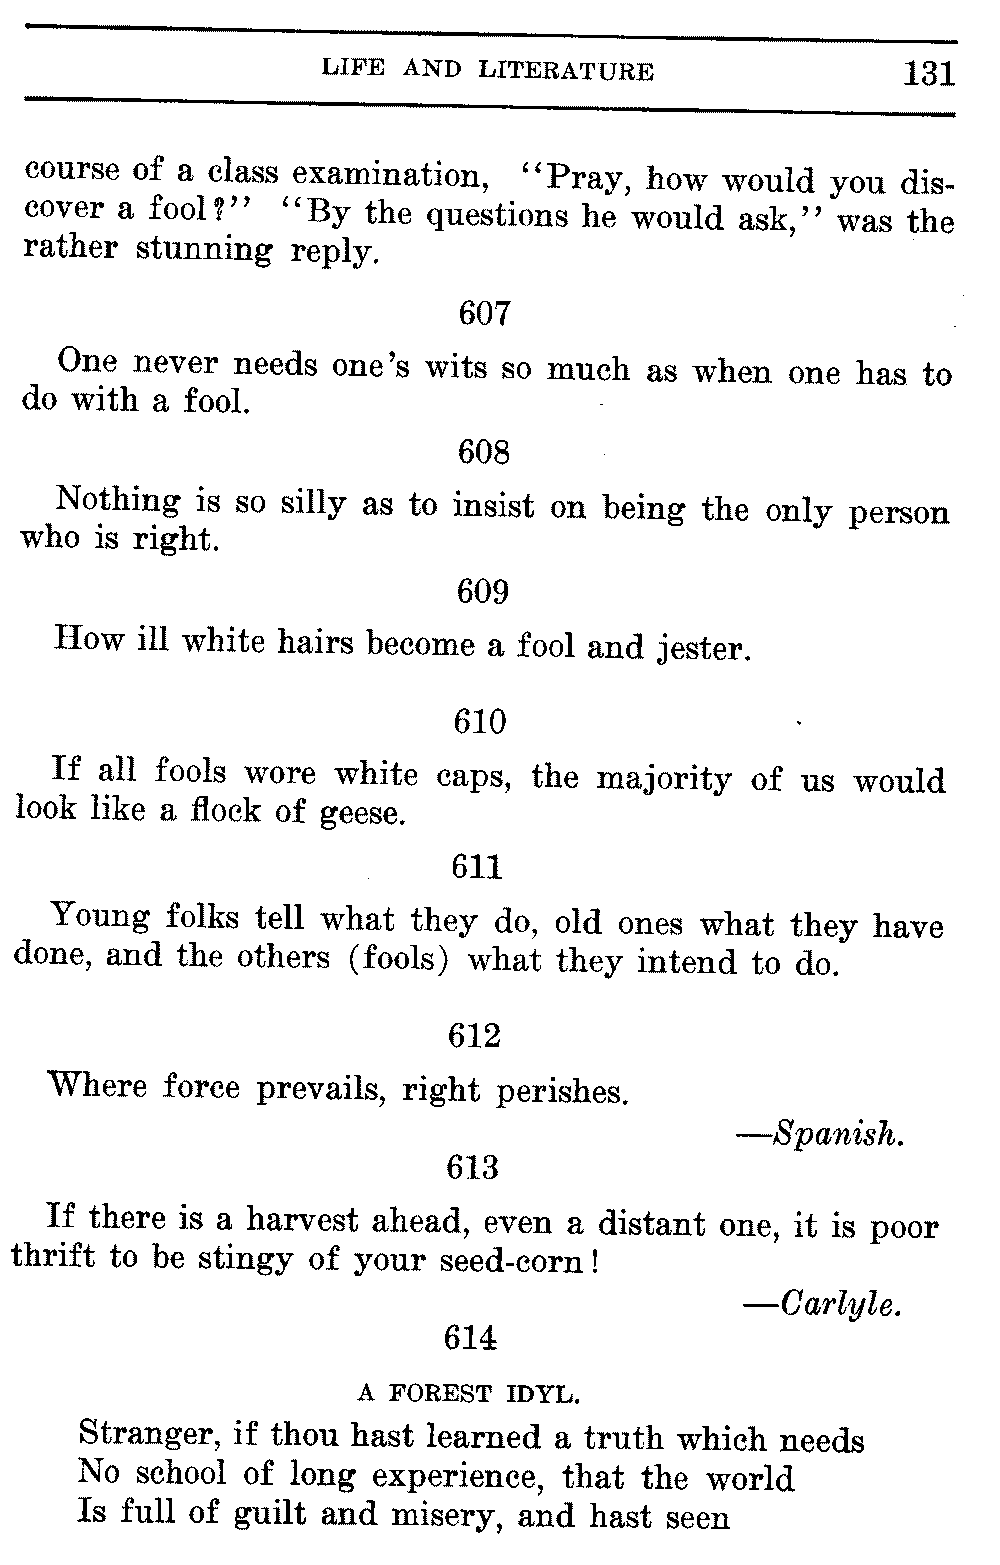 LIFE AND LITERATURE 131
course of a class examination, “Pray, how would you dis-
cover a fool?” “By the questions he would ask,” was the
rather stunning reply.
607
One never needs one's wits so much as when one has to
do with a fool.
608
Nothing is so silly as to insist on being the only person
who is right.
609
How ill white hairs become a fool and jester.
610
If all fools wore white caps, the majority of us would
look like a flock of geese.
611
Young folks tell what they do, old ones what they have
done, and the others (fools) what they intend to do.
612
Where force prevails, right perishes.
—Spanish.
613
If there is a harvest ahead, even a distant one, it is poor
thrift to be stingy of your seed-corn!
—Carlyle.
614
A FOREST IDYL.
Stranger, if thou hast learned a truth which needs
No school of long experience, that the world
Is full of guilt and misery, and hast seen